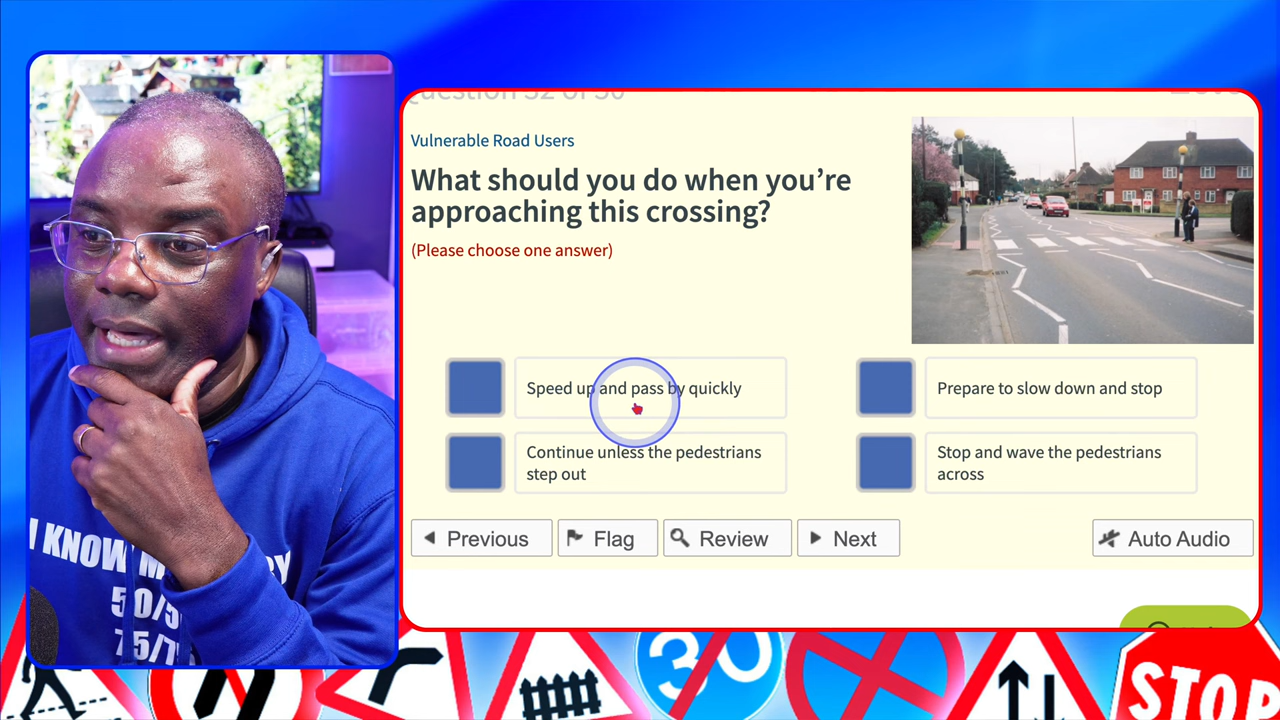 Vulnerable Road Users
What should you do when you’re
approaching this crossing?
(Please choose one answer)
Speed up and pass by quickly
Prepare to slow down and stop
Continue unless the pedestrians
step out
Stop and wave the pedestrians
across
Previous
Flag
Review
Next
Auto Audio
I KNOW
30
STOP